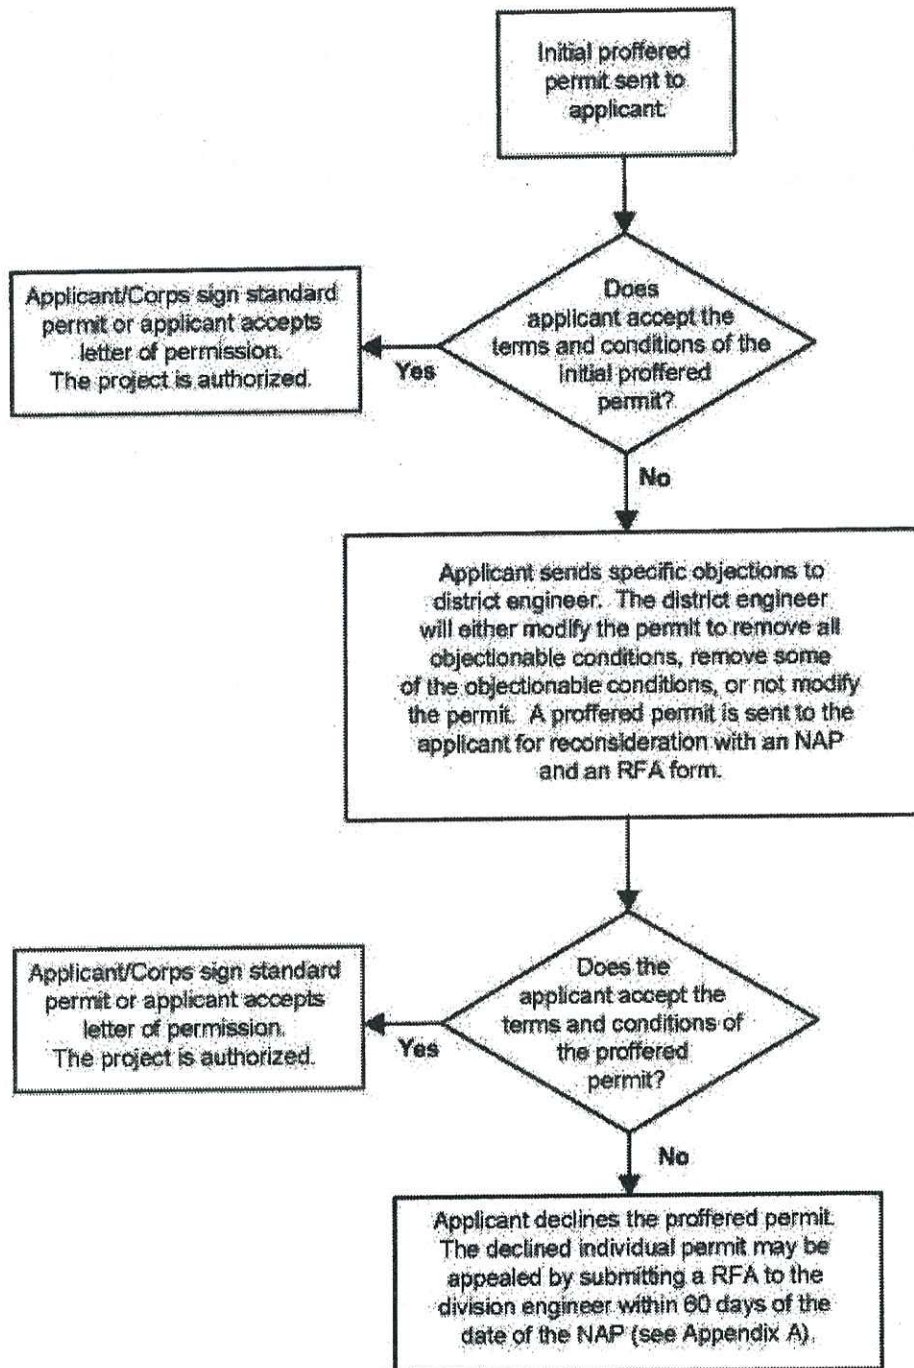 Initial proffered
permit sent to
applicant.
Does
applicant accept the
terms and conditions of the
initial proffered
permit?
Yes
Applicant/Corps sign standard
permit or applicant accepts
letter of permission.
The project is authorized.
No
Applicant sends specific objections to
district engineer. The district engineer
will either modify the permit to remove all
objectionable conditions, remove some
of the objectionable conditions, or not modify
the permit. A proffered permit is sent to the
applicant for reconsideration with an NAP
and an RFA form.
Does the
applicant accept the
terms and conditions of
the proffered
permit?
Yes
Applicant/Corps sign standard
permit or applicant accepts
letter of permission.
The project is authorized.
No
Applicant declines the proffered permit.
The declined individual permit may be
appealed by submitting a RFA to the
division engineer within 60 days of the
date of the NAP (see Appendix A).